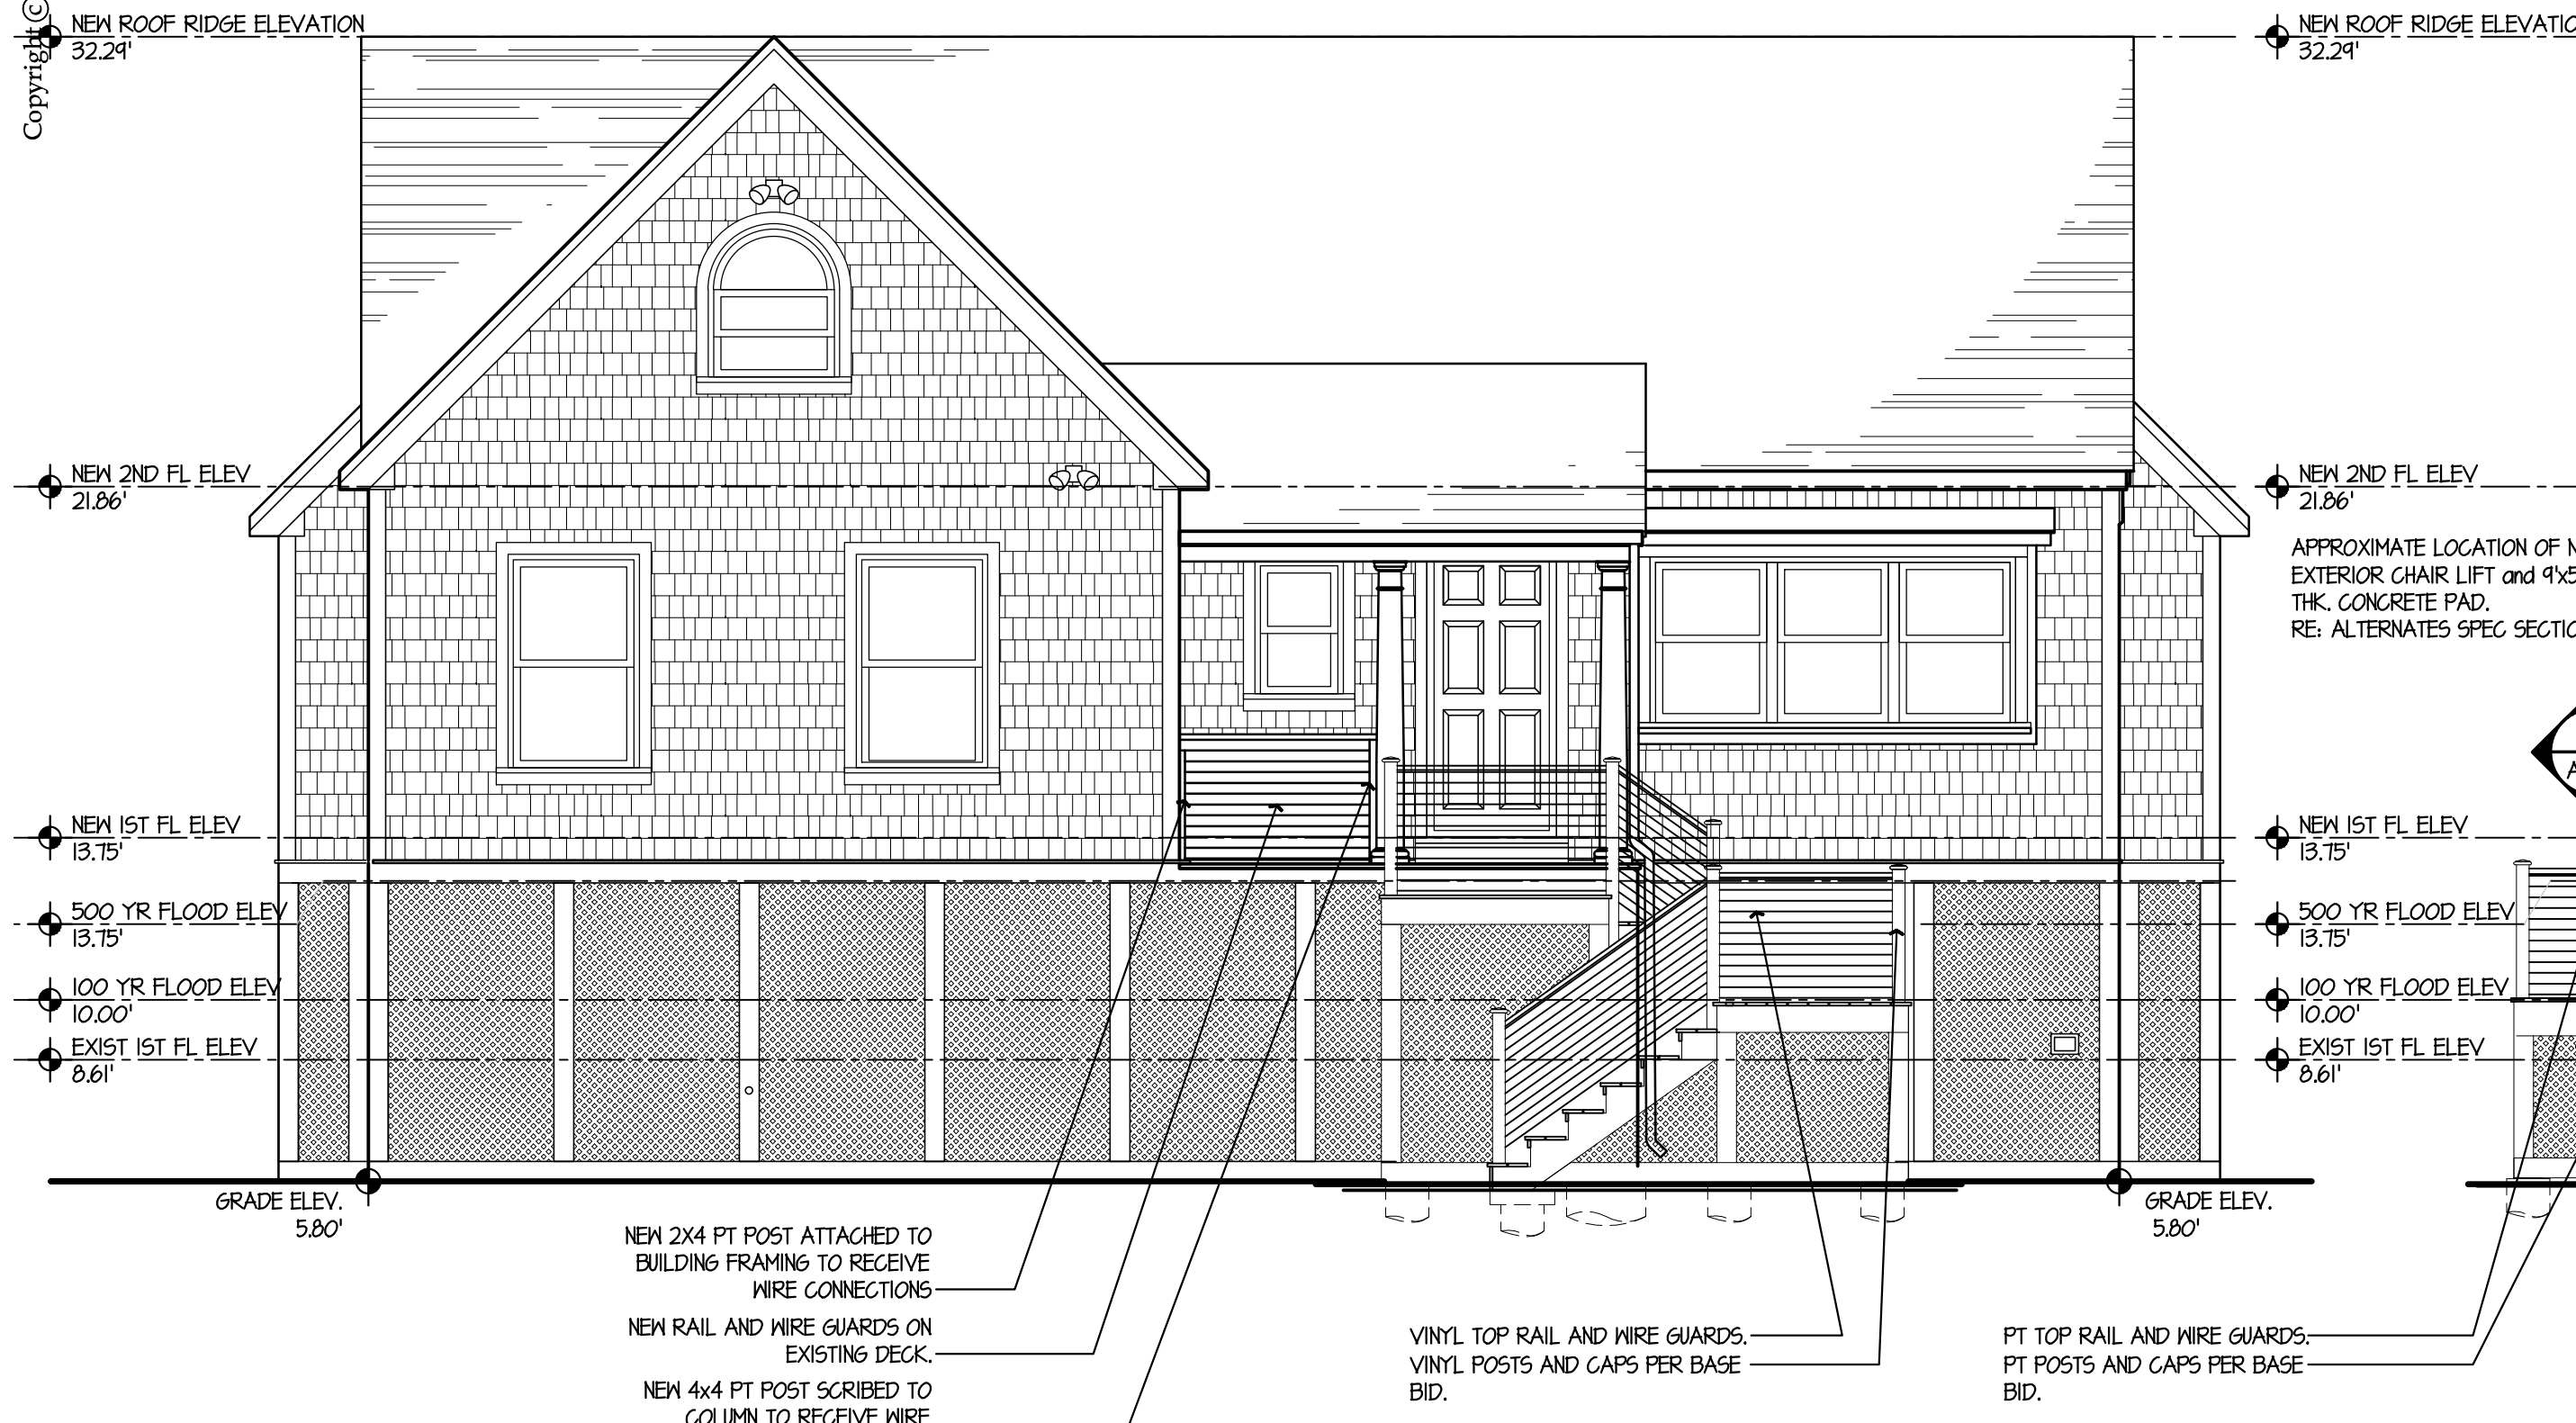 Copyright ©
NEW ROOF RIDGE ELEVATION
32.29'
NEW 2ND FL ELEV
21.86'
NEW 1ST FL ELEV
13.75'
500 YR FLOOD ELEV
13.75'
100 YR FLOOD ELEV
10.00'
EXIST 1ST FL ELEV
8.61'
GRADE ELEV.
5.80'
NEW 2X4 PT POST ATTACHED TO
BUILDING FRAMING TO RECEIVE
WIRE CONNECTIONS
NEW RAIL AND WIRE GUARDS ON
EXISTING DECK.
NEW 4x4 PT POST SCRIBED TO
COLUMN TO RECEIVE WIRE
VINYL TOP RAIL AND WIRE GUARDS.
VINYL POSTS AND CAPS PER BASE
BID.
PT TOP RAIL AND WIRE GUARDS.
PT POSTS AND CAPS PER BASE
BID.
NEW ROOF RIDGE
32.29'
NEW 2ND FL ELEV
21.86'
APPROXIMATE LOCATION OF
EXTERIOR CHAIR LIFT and
THK. CONCRETE PAD.
RE: ALTERNATES SPEC
NEW 1ST FL ELEV
13.75'
500 YR FLOOD ELEV
13.75'
100 YR FLOOD ELEV
10.00'
EXIST 1ST FL ELEV
8.61'
GRADE ELEV.
5.80'